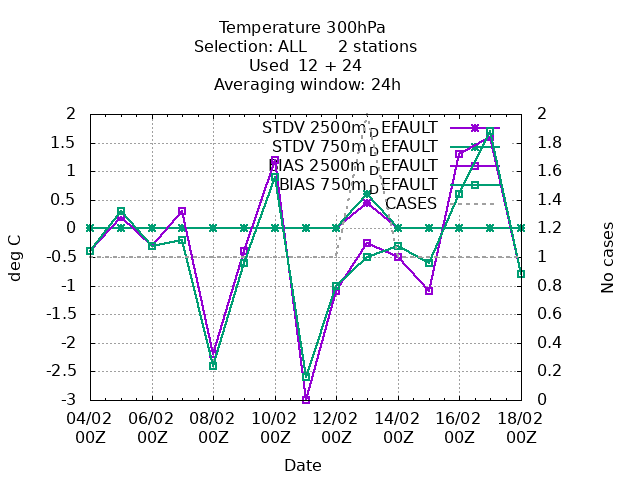 Temperature 300hPa
Selection: ALL 2 stations
Used 12 + 24
Averaging window: 24h
STDV 2500m_DEFAULT
STDV 750m_DEFAULT
BIAS 2500m_DEFAULT
BIAS 750m_DEFAULT
CASES
2
1.5
1
0.5
0
-0.5
-1
-1.5
-2
-2.5
-3
deg C
2
1.8
1.6
1.4
1.2
1
0.8
0.6
0.4
0.2
0
No cases
04/02 06/02 08/02 10/02 12/02 14/02 16/02 18/02
00Z 00Z 00Z 00Z 00Z 00Z 00Z 00Z
Date